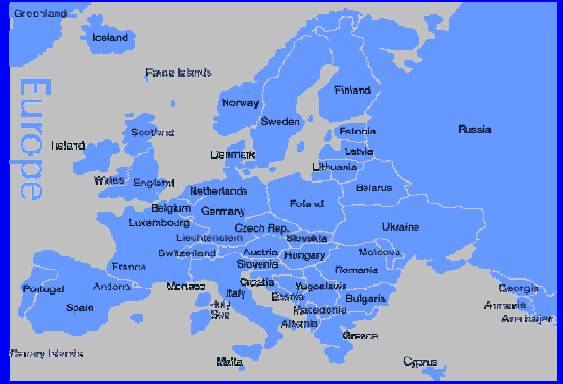 Greenland
Iceland
Faroe Islands
Europe
Norway
Finland
Sweden
Russia
Scotland
Estonia
Ireland
Denmark
Latvia
Lithuania
Wales
England
Netherlands
Belarus
Belgium
Germany
Poland
Luxembourg
Czech Rep.
Ukraine
Liechtenstein
Slovakia
Switzerland
Austria
Hungary
Moldova
France
Slovenia
Romania
Portugal
Andorra
Monaco
Croatia
Yugoslavia
Georgia
Spain
Italy
Bosnia
Bulgaria
Holy
See
Macedonia
Armenia
Albania
Azerbaijan
Greece
Canary Islands
Malta
Cyprus